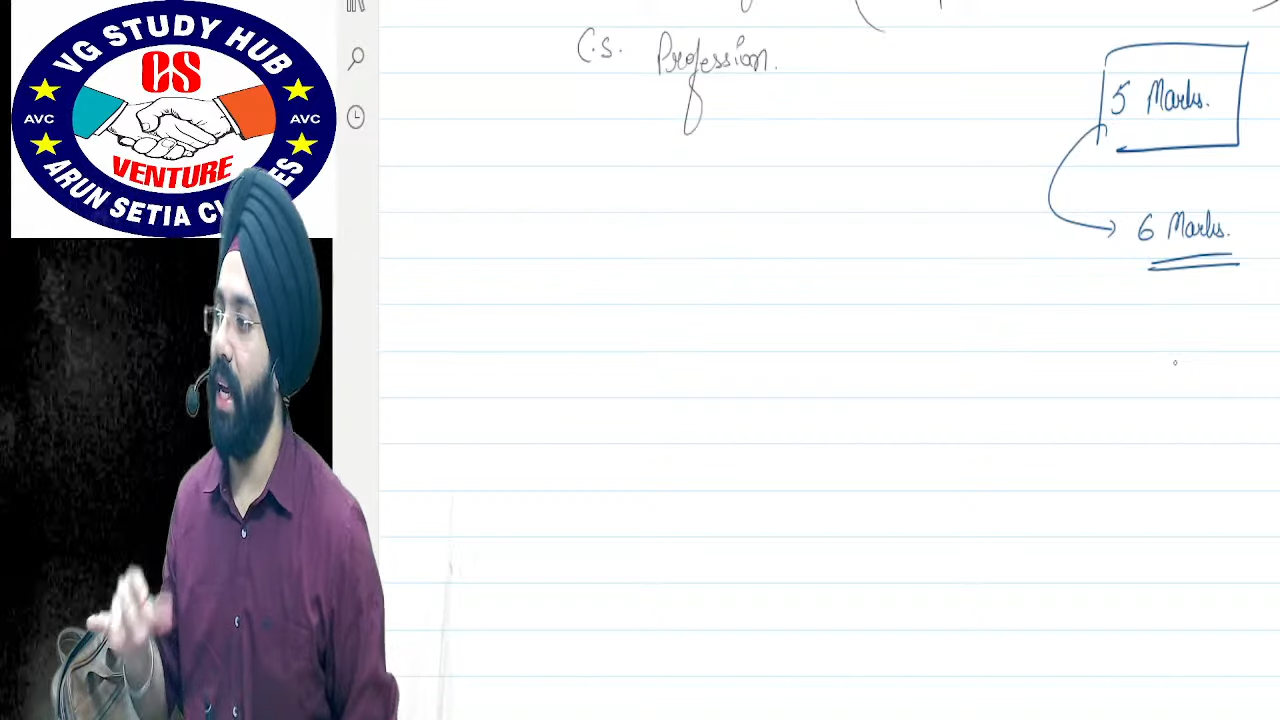 VG STUDY HUB
CS
AVC
AVC
VENTURE
ARUN SETIA
C.S. Profession.
5 Marks.
6 Marks.